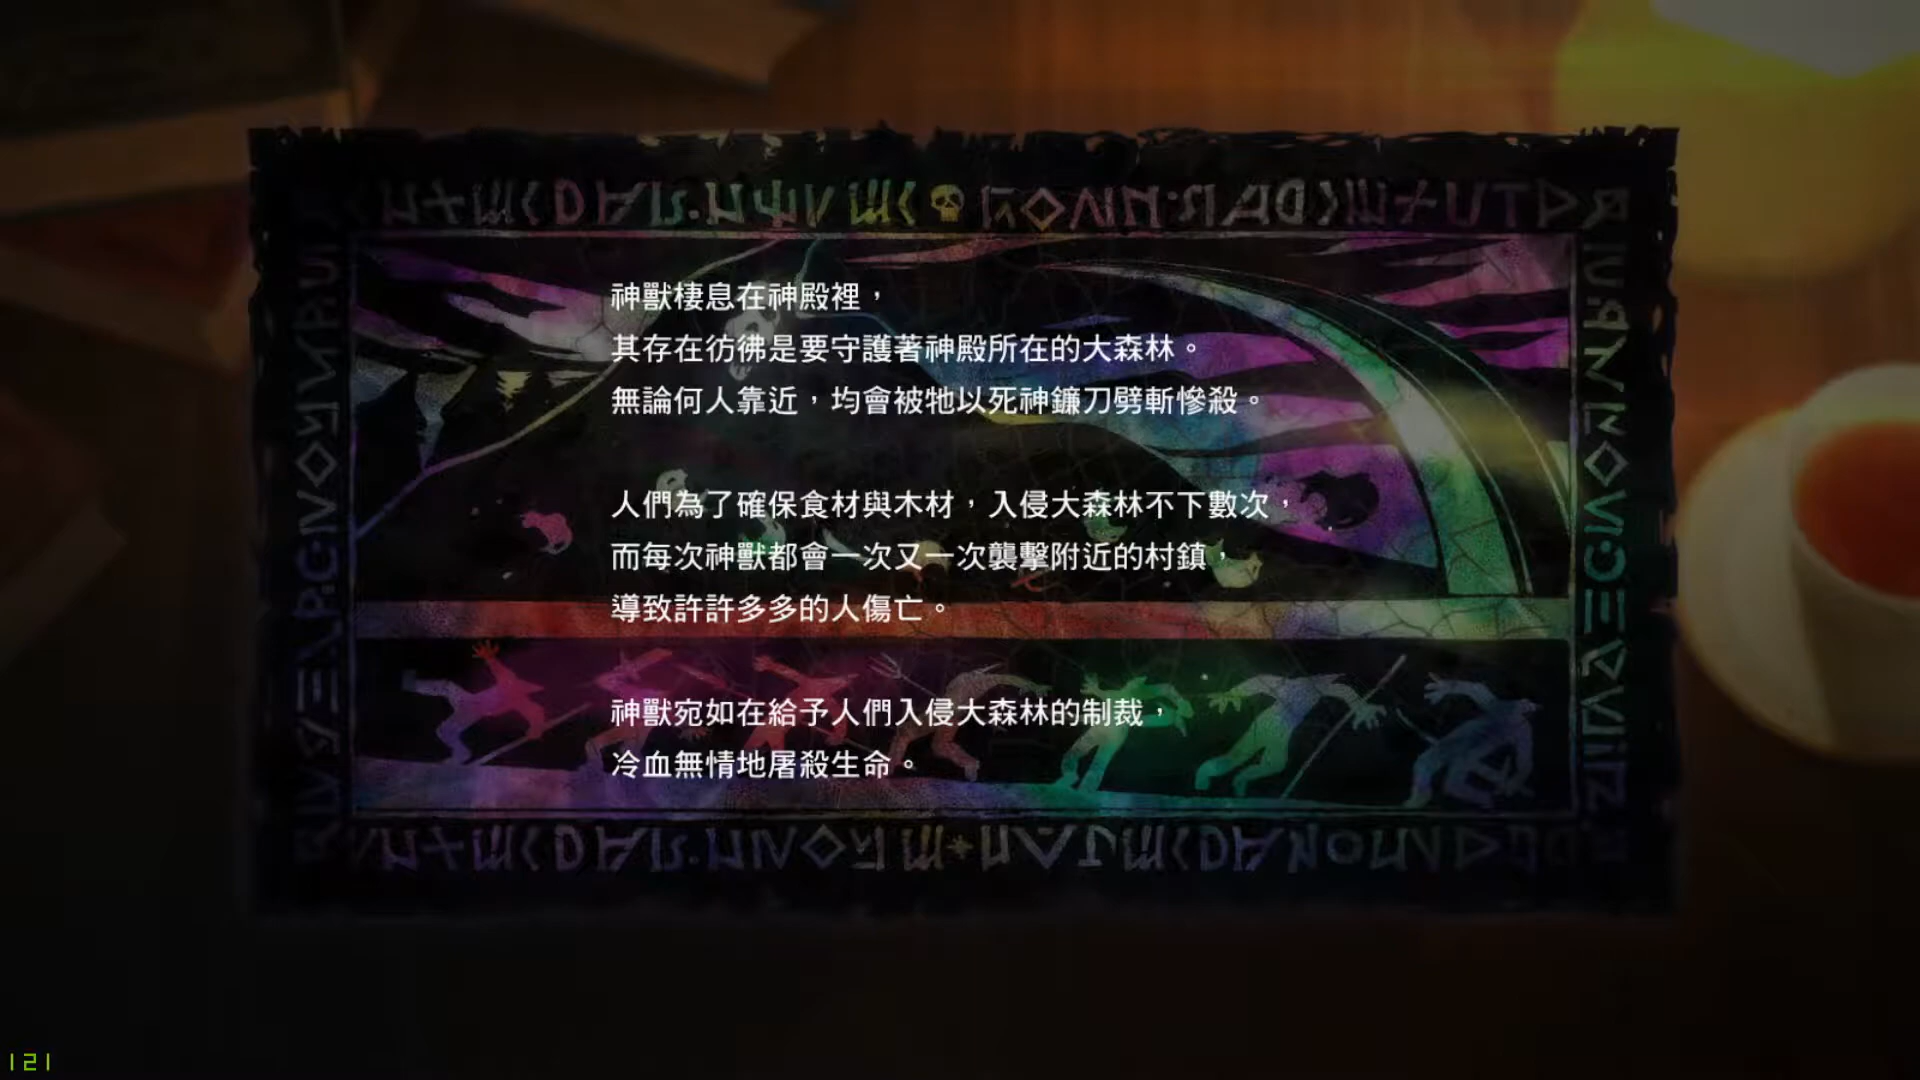 神獸棲息在神殿裡，
其存在彷彿是要守護著神殿所在的大森林。
無論何人靠近，均會被牠以死神鐮刀劈斬慘殺。
人們為了確保食材與木材，入侵大森林不下數次，
而每次神獸都會一次又一次襲擊附近的村鎮，
導致許許多多的人傷亡。
神獸宛如在給予人們入侵大森林的制裁，
冷血無情地屠殺生命。
121